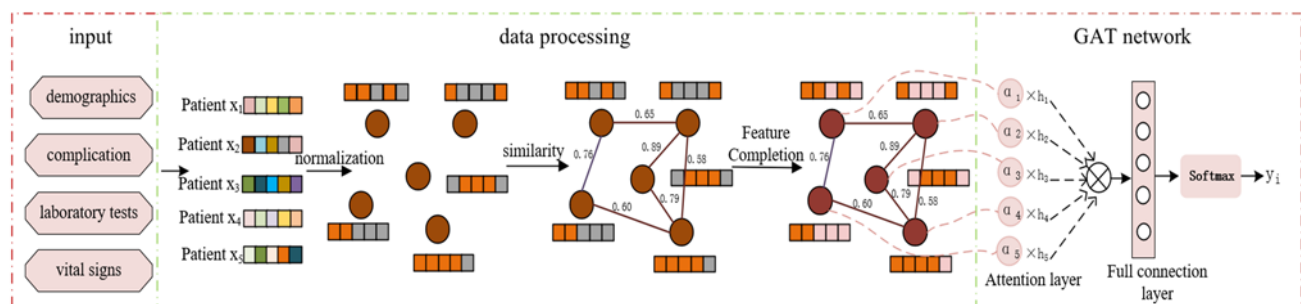 input
data processing
GAT network
demographics
complication
laboratory tests
vital signs
Patient x1
Patient x2
Patient x3
Patient x4
Patient x5
normalization
similarity
0.65
0.76
0.89
0.58
0.79
0.60
Feature
Completion
0.65
0.76
0.89
0.79
0.58
0.60
α1 ×h1
α2 ×h2
α3 ×h3
α4 ×h4
α5 ×h5
Attention layer
Full connection
layer
Softmax
yi